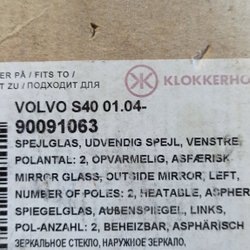 ER PÅ / FITS TO /
T ZU / ПОДХОДИТ ДЛЯ
KLOKKERHO
VOLVO S40 01.04-
90091063
SPEJLGLAS, UDVENDIG SPEJL, VENSTRE,
POLANTAL: 2, OPVARMELIG, ASFÆRISK
MIRROR GLASS, OUTSIDE MIRROR, LEFT,
NUMBER OF POLES: 2, HEATABLE, ASPHER
SPIEGELGLAS, AUßENSPIEGEL, LINKS,
POL-ANZAHL: 2, BEHEIZBAR, ASPHÄRISCH
ЗЕРКАЛЬНОЕ СТЕКЛО, НАРУЖНОЕ ЗЕРКАЛО,